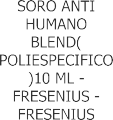 SORO ANTI
HUMANO
BLEND(
POLIESPECIFICO
)10 ML -
FRESENIUS -
FRESENIUS